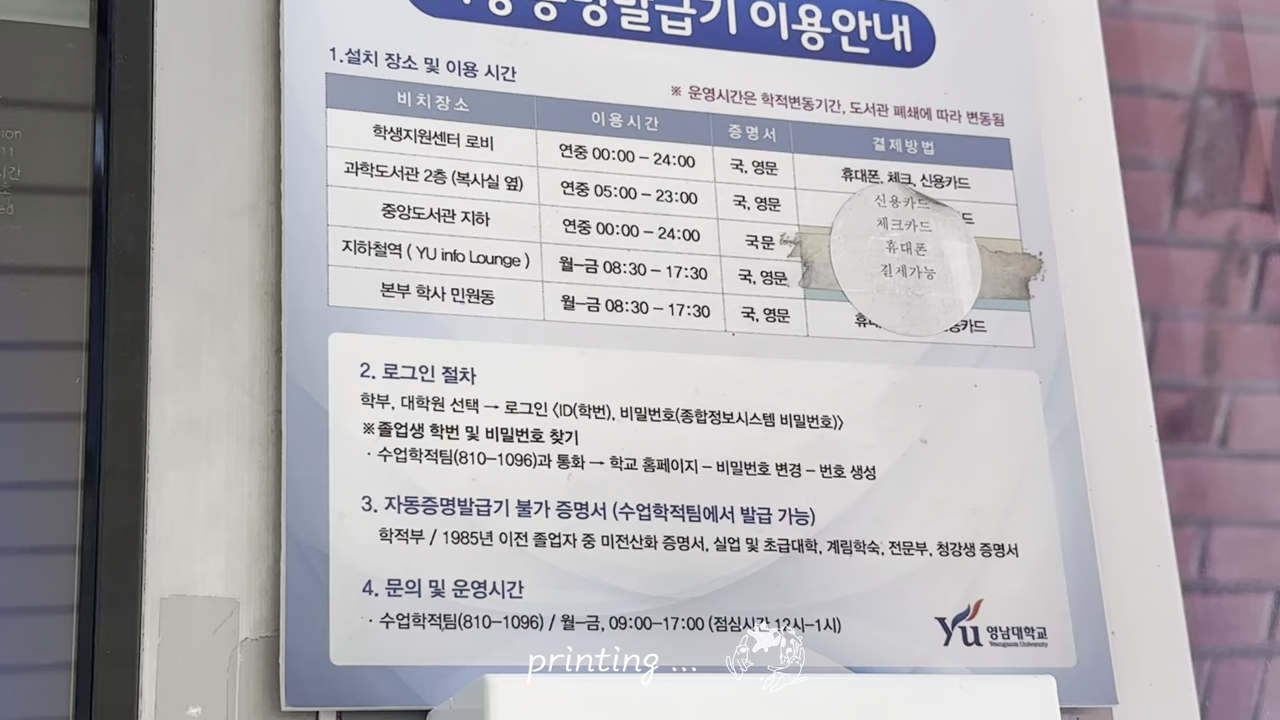 증명발급기 이용안내
1.설치 장소 및 이용 시간
※ 운영시간은 학적변동기간, 도서관 폐쇄에 따라 변동됨
비치장소 이용시간 증명서 결제방법
학생지원센터 로비 연중 00:00 – 24:00 국, 영문 휴대폰, 체크, 신용카드
과학도서관 2층 (복사실 옆) 연중 05:00 – 23:00 국, 영문
중앙도서관 지하 연중 00:00 – 24:00 국문
지하철역 ( YU info Lounge ) 월–금 08:30 – 17:30 국, 영문
본부 학사 민원동 월–금 08:30 – 17:30 국, 영문
신용카드
체크카드
휴대폰
결제가능
2. 로그인 절차
학부, 대학원 선택 → 로그인 〈ID(학번), 비밀번호(종합정보시스템 비밀번호)〉
※졸업생 학번 및 비밀번호 찾기
· 수업학적팀(810–1096)과 통화 → 학교 홈페이지 – 비밀번호 변경 – 번호 생성
3. 자동증명발급기 불가 증명서 (수업학적팀에서 발급 가능)
학적부 / 1985년 이전 졸업자 중 미전산화 증명서, 실업 및 초급대학, 계림학숙, 전문부, 청강생 증명서
4. 문의 및 운영시간
· 수업학적팀(810–1096) / 월–금, 09:00–17:00 (점심시간 12시–1시)
Yu 영남대학교
Yeungnam University
printing ...